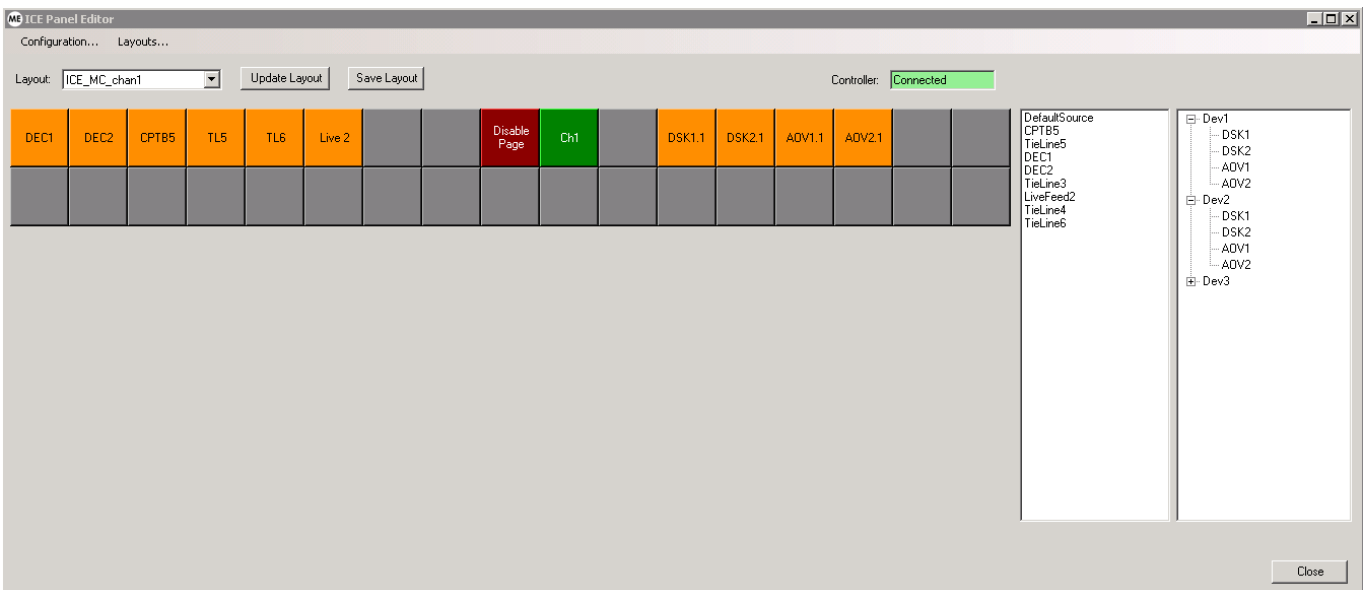 ME ICE Panel Editor
Configuration... Layouts...
Layout: ICE_MC_chan1 Update Layout Save Layout Controller: Connected
DEC1 DEC2 CPTB5 TL5 TL6 Live 2 Disable Page Ch1 DSK1.1 DSK2.1 AOV1.1 AOV2.1
DefaultSource
CPTB5
TieLine5
DEC1
DEC2
TieLine3
LiveFeed2
TieLine4
TieLine6
Dev1
DSK1
DSK2
AOV1
AOV2
Dev2
DSK1
DSK2
AOV1
AOV2
Dev3
Close